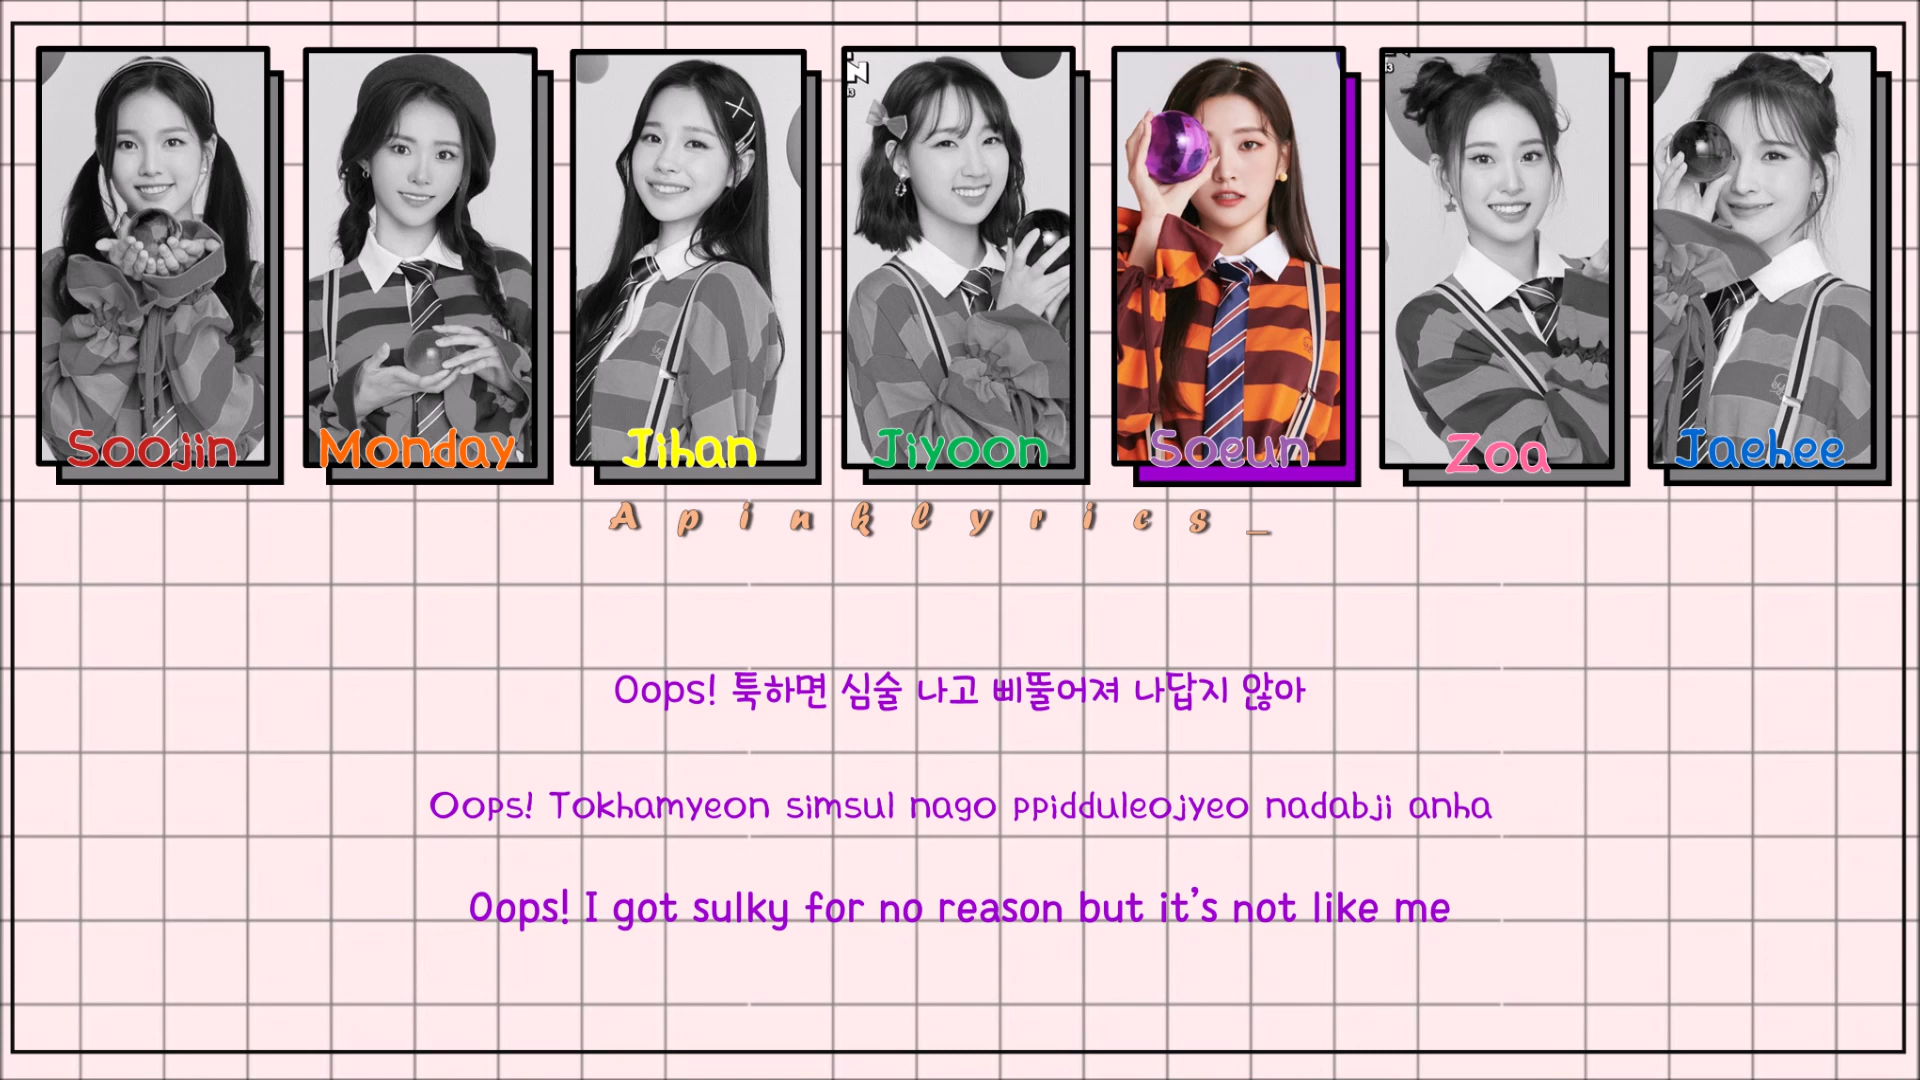 Soojin Monday Jihan Jiyoon Soeun Zoa Jaehee
Apinklyrics_
Oops! 툭하면 심술 나고 삐뚤어져 나답지 않아
Oops! Tokhamyeon simsul nago ppidduleojyeo nadabji anha
Oops! I got sulky for no reason but it's not like me